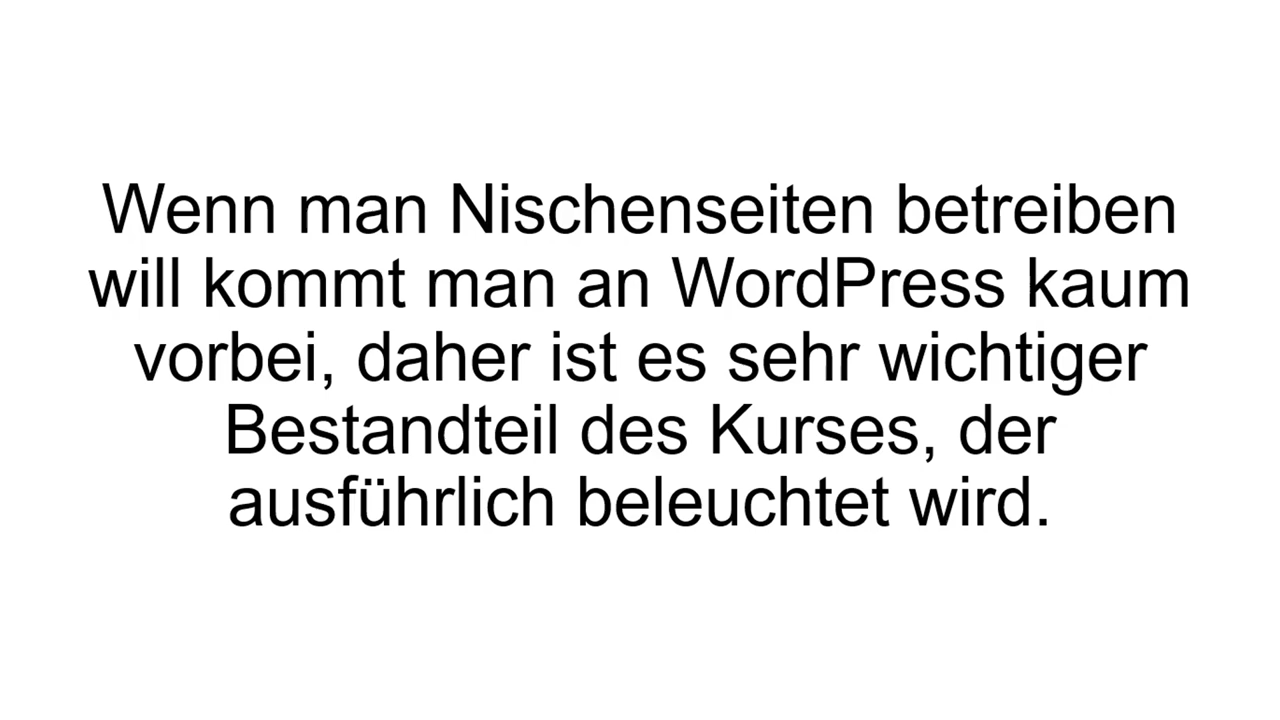 Wenn man Nischenseiten betreiben
will kommt man an WordPress kaum
vorbei, daher ist es sehr wichtiger
Bestandteil des Kurses, der
ausführlich beleuchtet wird.